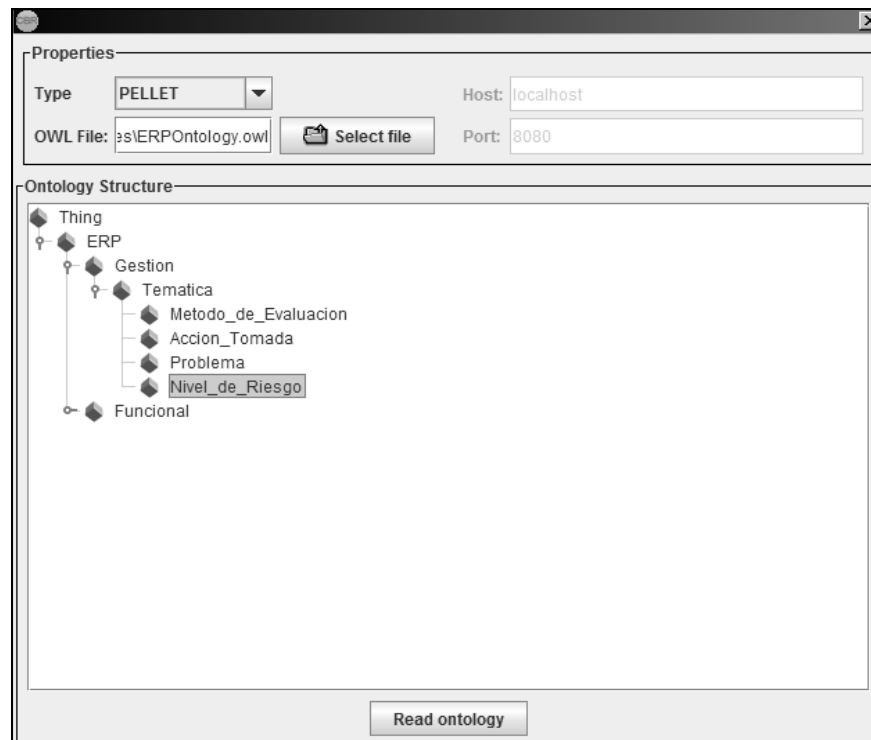 CBR
Properties
Type PELLET Host: localhost
OWL File: es\ERPOntology.owl Select file Port: 8080
Ontology Structure
Thing
ERP
Gestion
Tematica
Metodo_de_Evaluacion
Accion_Tomada
Problema
Nivel_de_Riesgo
Funcional
Read ontology